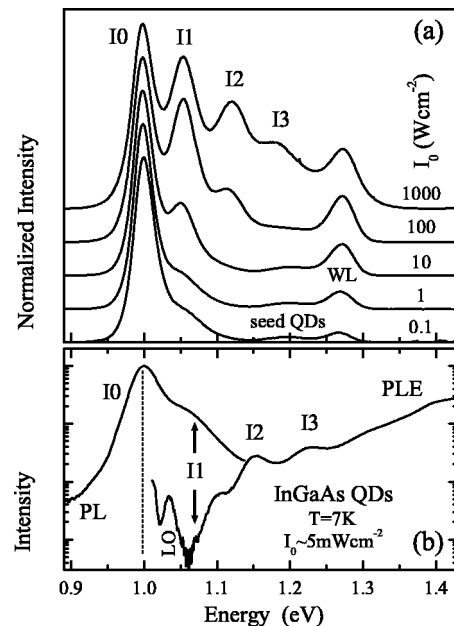 I0 I1 I2 I3 (a)
I₀ (Wcm⁻²)
Normalized Intensity
1000
100
10
WL
1
seed QDs
0.1
I0 PLE
I2 I3
I1
PL LO
InGaAs QDs
T=7K
I₀~5mWcm⁻²
(b)
Intensity
0.9 1.0 1.1 1.2 1.3 1.4
Energy (eV)